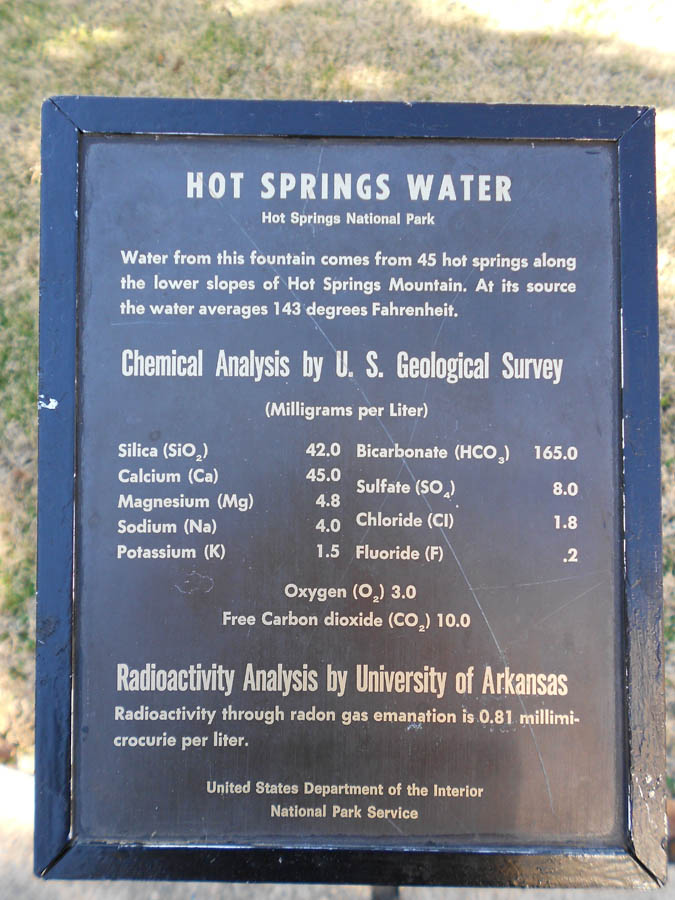 HOT SPRINGS WATER
Hot Springs National Park
Water from this fountain comes from 45 hot springs along
the lower slopes of Hot Springs Mountain. At its source
the water averages 143 degrees Fahrenheit.
Chemical Analysis by U. S. Geological Survey
(Milligrams per Liter)
Silica (SiO₂) 42.0 Bicarbonate (HCO₃) 165.0
Calcium (Ca) 45.0 Sulfate (SO₄) 8.0
Magnesium (Mg) 4.8 Chloride (Cl) 1.8
Sodium (Na) 4.0 Fluoride (F) .2
Potassium (K) 1.5
Oxygen (O₂) 3.0
Free Carbon dioxide (CO₂) 10.0
Radioactivity Analysis by University of Arkansas
Radioactivity through radon gas emanation is 0.81 millimi-
crocurie per liter.
United States Department of the Interior
National Park Service